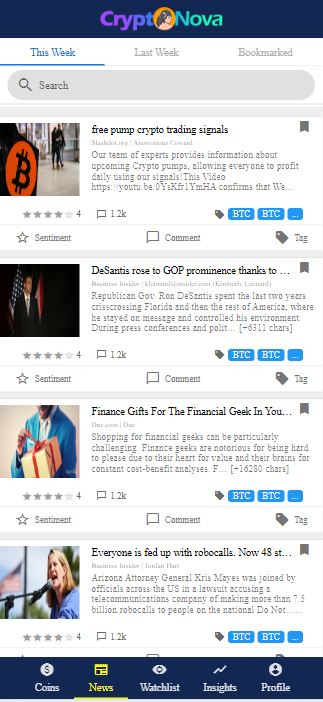 CryptoNova
This Week Last Week Bookmarked
Search
free pump crypto trading signals
Slashdot.org | Anonymous Coward
Our team of experts provides information about
upcoming Crypto pumps, allowing everyone to profit
daily using our signals!This Video
https://youtu.be/0YsKfr1YmHA confirms that We...
4 1.2k BTC BTC ...
Sentiment Comment Tag
DeSantis rose to GOP prominence thanks to ...
Business Insider | kleonard@insider.com (Kimberly Leonard)
Republican Gov. Ron DeSantis spent the last two years
crisscrossing Florida and then the rest of America, where
he stayed on message and controlled his environment.
During press conferences and polit... [+6311 chars]
4 1.2k BTC BTC ...
Sentiment Comment Tag
Finance Gifts For The Financial Geek In You...
Due.com | Due
Shopping for financial geeks can be particularly
challenging. Finance geeks are notorious for being hard
to please due to their heart for value and their brains for
constant cost-benefit analyses. F... [+16280 chars]
4 1.2k BTC BTC ...
Sentiment Comment Tag
Everyone is fed up with robocalls. Now 48 st...
Business Insider | Jordan Hart
Arizona Attorney General Kris Mayes was joined by
officials across the US in a lawsuit accusing a
telecommunications company of making more than 7.5
billion robocalls to people on the national Do Not......
4 1.2k BTC BTC ...
Coins News Watchlist Insights Profile